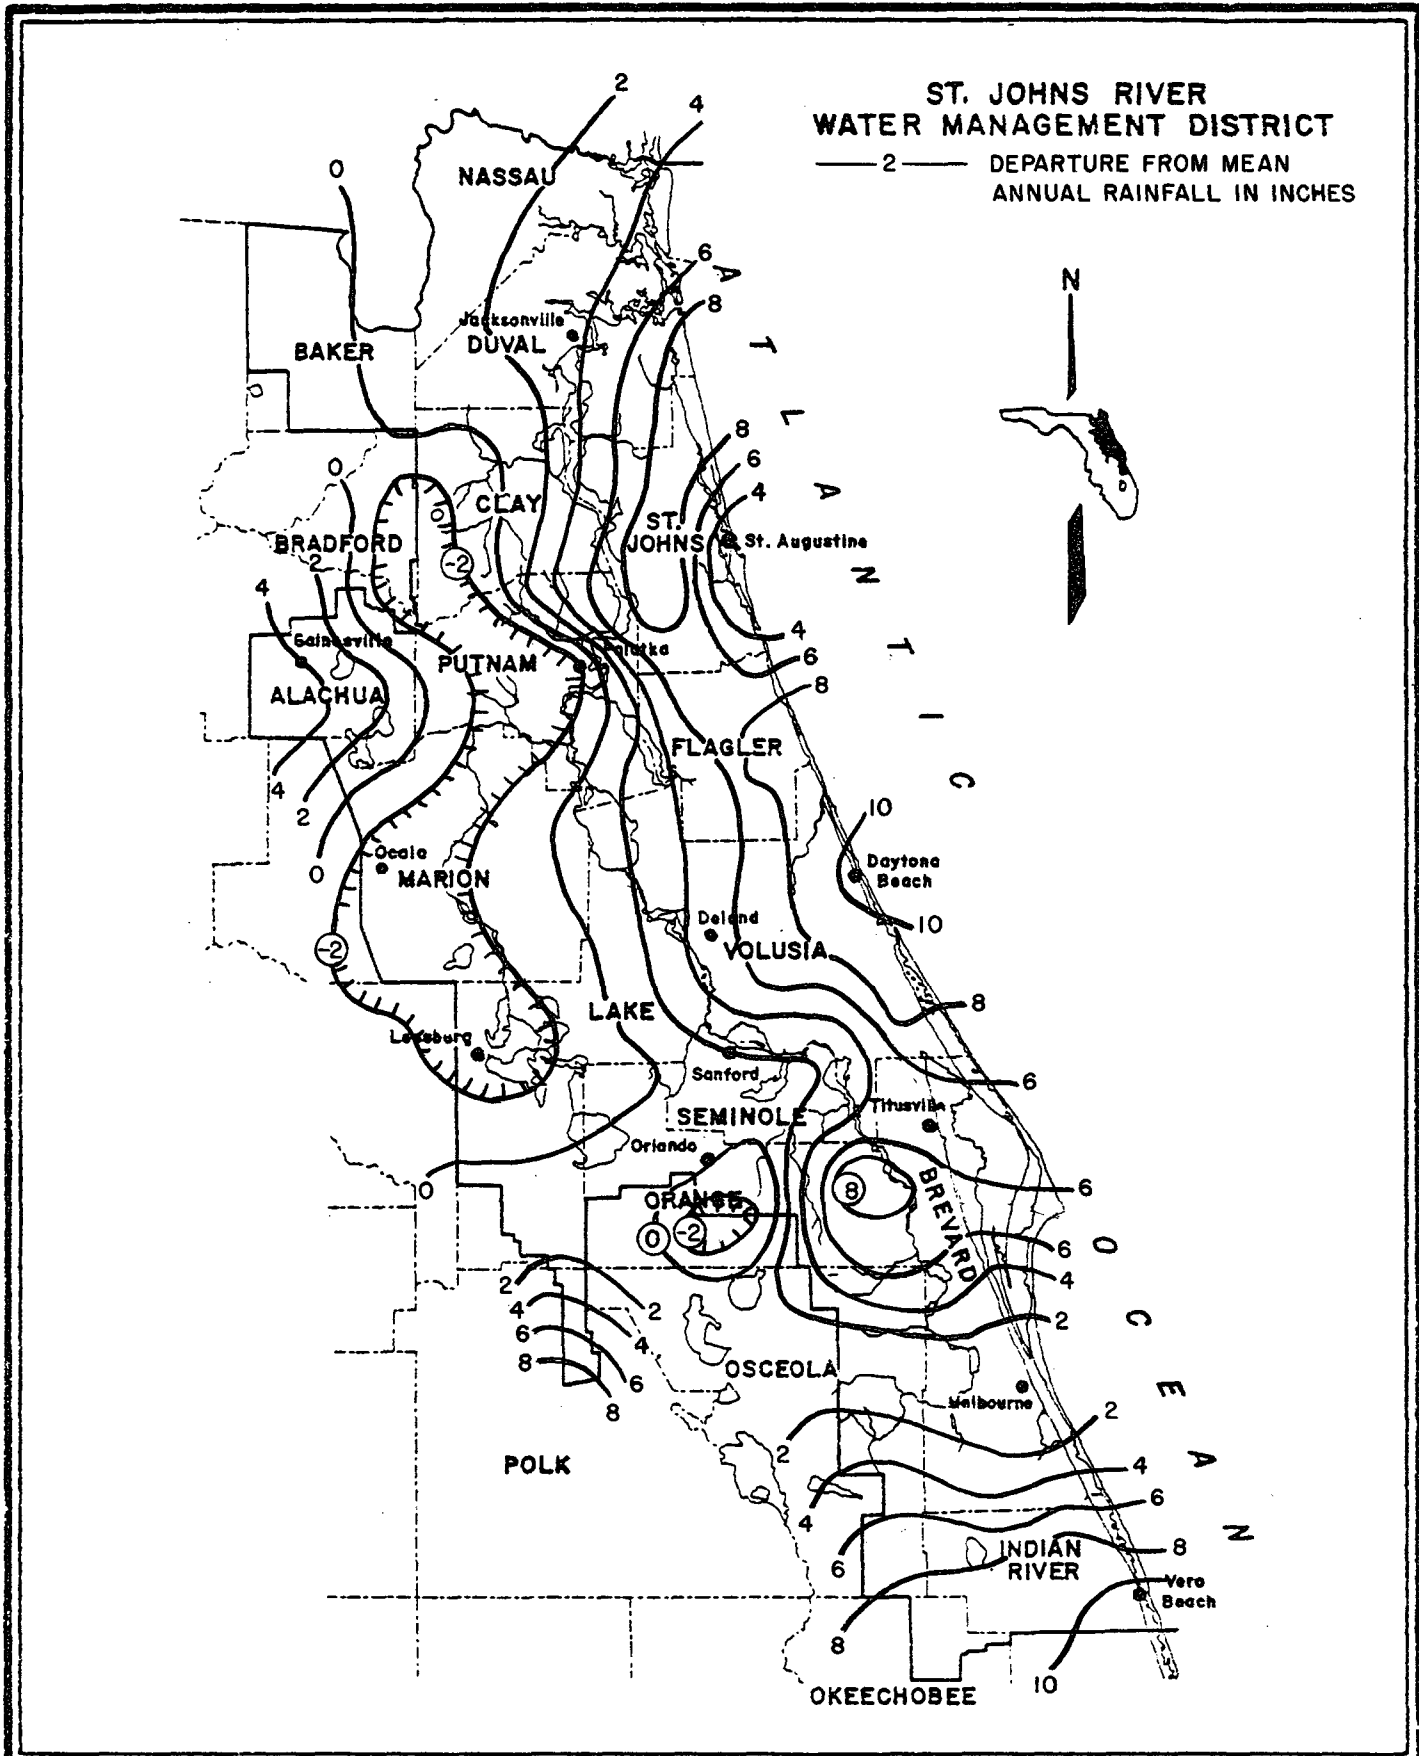 ST. JOHNS RIVER
WATER MANAGEMENT DISTRICT
2 DEPARTURE FROM MEAN
ANNUAL RAINFALL IN INCHES
N
2
4
0
NASSAU
6
8
A
T
L
A
N
T
I
C
Jacksonville
DUVAL
BAKER
8
6
4
0
CLAY
ST.
JOHNS
St. Augustine
BRADFORD
-2
2
4
4
6
8
Gainesville
Palatka
PUTNAM
ALACHUA
FLAGLER
4
2
0
10
Daytona
Beach
Ocala
MARION
10
Deland
VOLUSIA
-2
8
LAKE
Leesburg
Sanford
6
Titusville
SEMINOLE
Orlando
0
8
BREVARD
6
ORANGE
0
-2
6
4
2
O
C
E
A
N
2
4
6
8
2
4
6
8
OSCEOLA
Melbourne
2
2
POLK
4
4
6
6
INDIAN
RIVER
8
Vero
Beach
8
10
OKEECHOBEE